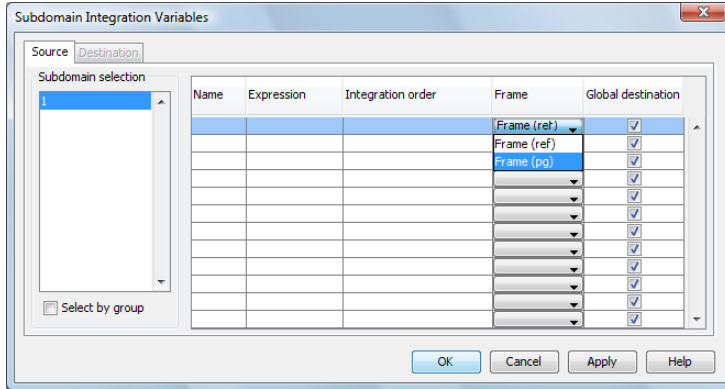 Subdomain Integration Variables
Source Destination
Subdomain selection
1
Select by group
Name Expression Integration order Frame Global destination
Frame (ref)
Frame (ref)
Frame (pg)
OK Cancel Apply Help